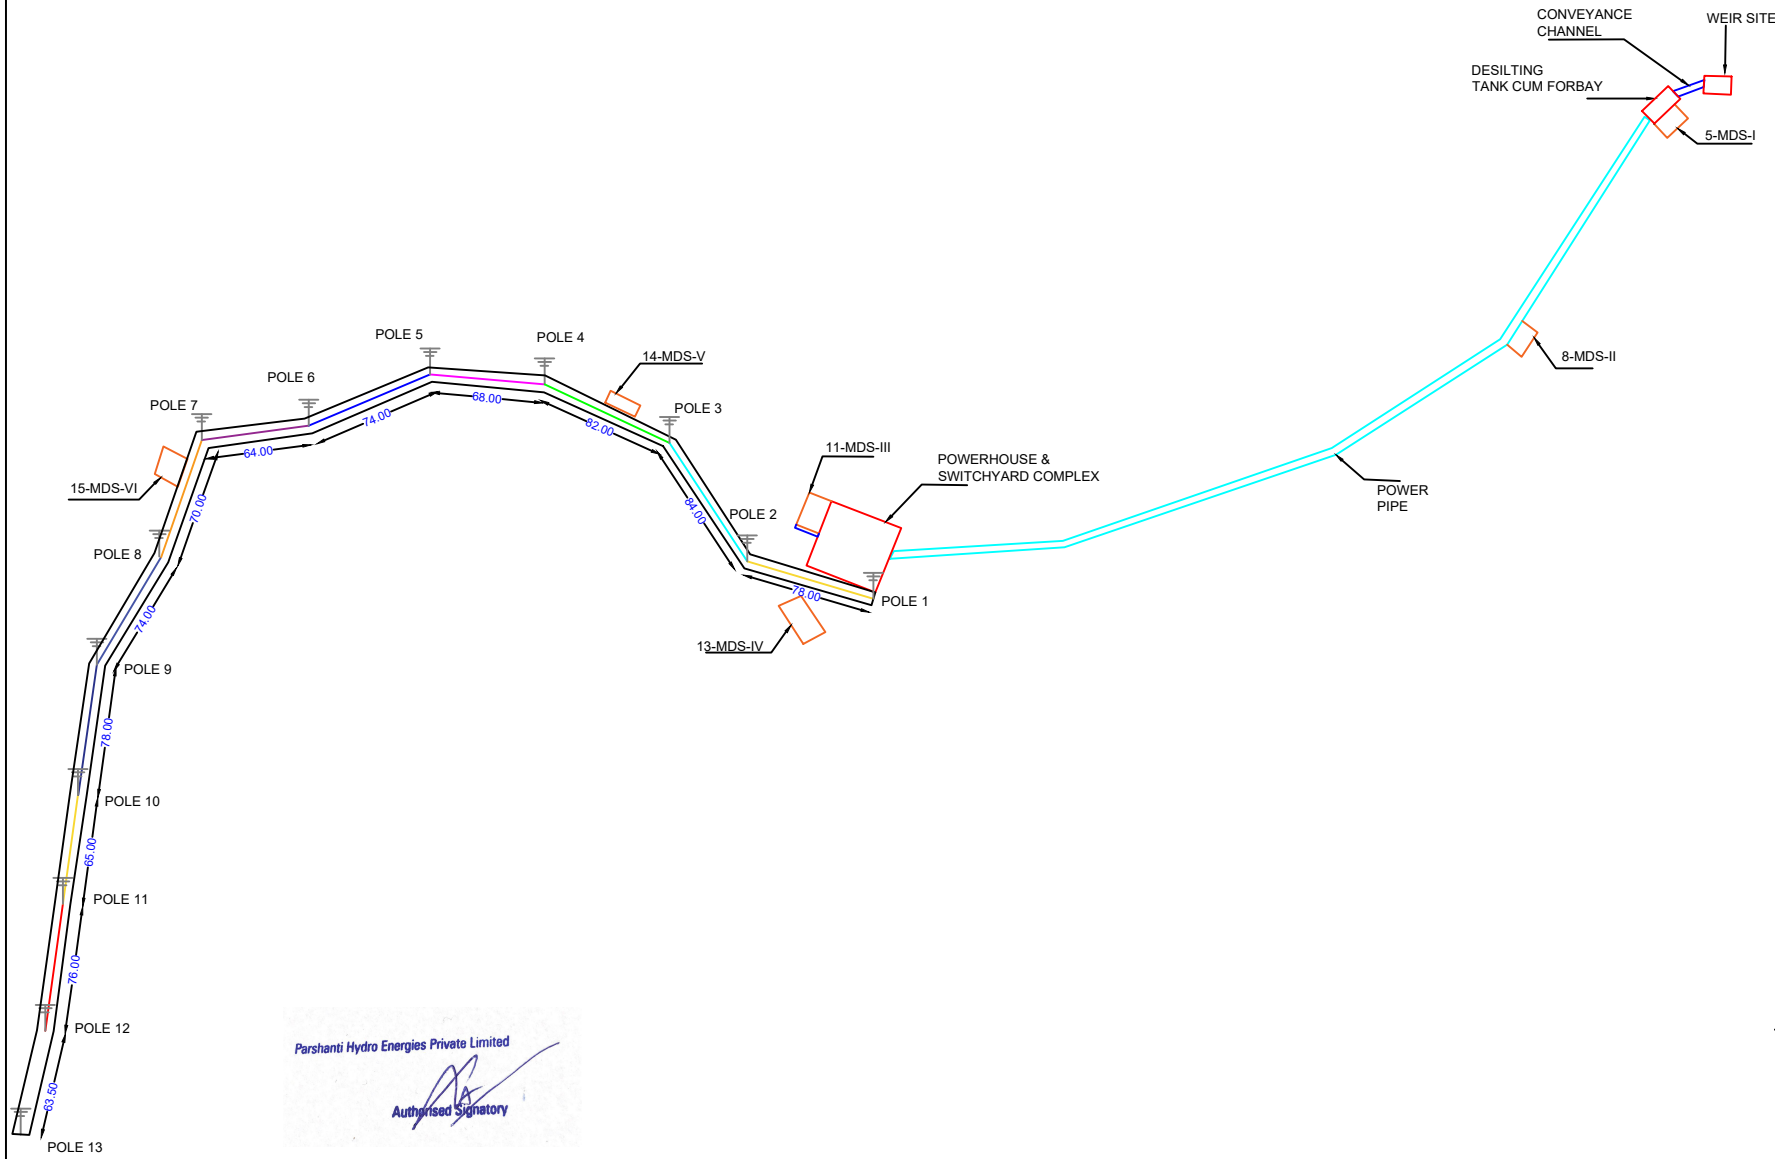 CONVEYANCE
CHANNEL
WEIR SITE
DESILTING
TANK CUM FORBAY
5-MDS-I
8-MDS-II
POLE 5
POLE 4
14-MDS-V
POLE 6
POLE 7
68.00
74.00
POLE 3
82.00
64.00
11-MDS-III
POWERHOUSE &
SWITCHYARD COMPLEX
15-MDS-VI
70.00
84.00
POWER
PIPE
POLE 2
POLE 8
78.00
POLE 1
74.00
13-MDS-IV
POLE 9
78.00
POLE 10
65.00
POLE 11
76.00
POLE 12
63.50
POLE 13
Parshanti Hydro Energies Private Limited
Authorised Signatory